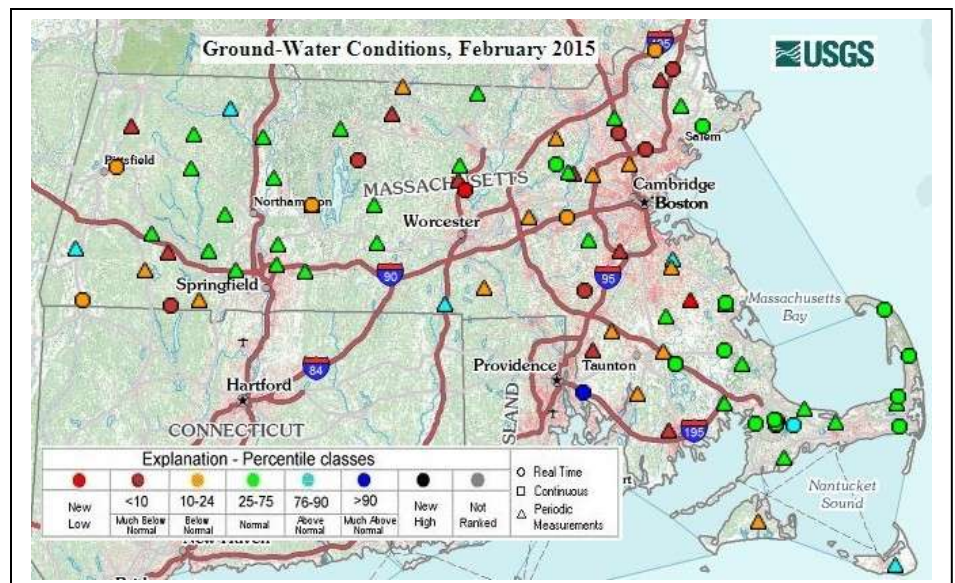 Ground-Water Conditions, February 2015
USGS
495
Salem
Pittsfield
MASSACHUSETTS
Cambridge
Northampton
Boston
Worcester
90
95
Springfield
Massachusetts
Bay
Providence
Taunton
84
Hartford
CONNECTICUT
195
Nantucket
Sound
Explanation - Percentile classes
<10 10-24 25-75 76-90 >90
New Low Much Below Normal Below Normal Normal Above Normal Much Above Normal New High Not Ranked
Real Time
Continuous
Periodic
Measurements